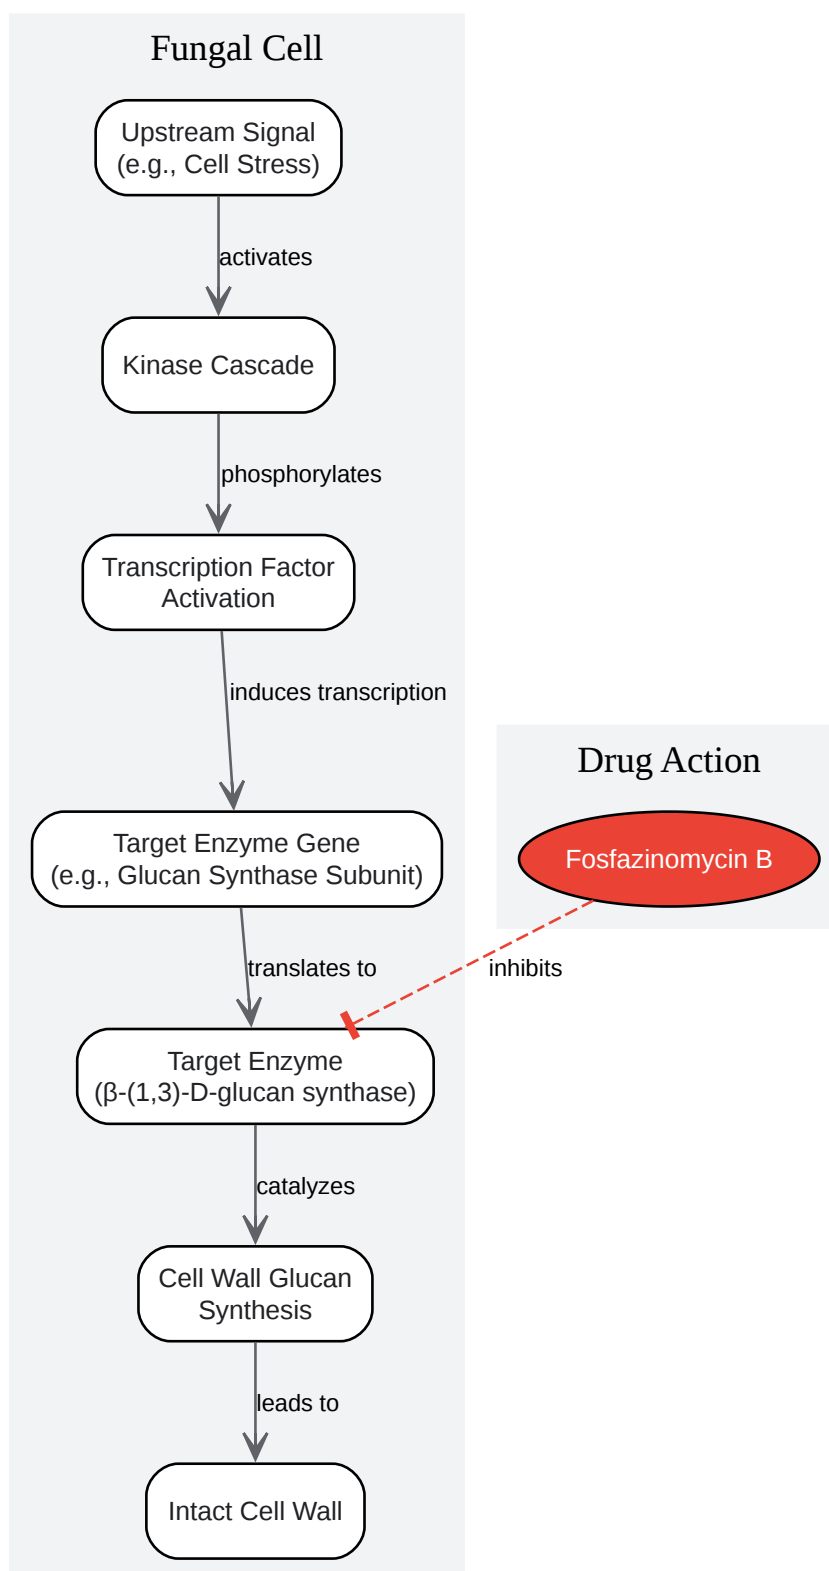 Fungal Cell
Upstream Signal
(e.g., Cell Stress)
activates
Kinase Cascade
phosphorylates
Transcription Factor
Activation
induces transcription
Drug Action
Target Enzyme Gene
(e.g., Glucan Synthase Subunit)
Fosfazinomycin B
translates to
inhibits
Target Enzyme
(β-(1,3)-D-glucan synthase)
catalyzes
Cell Wall Glucan
Synthesis
leads to
Intact Cell Wall